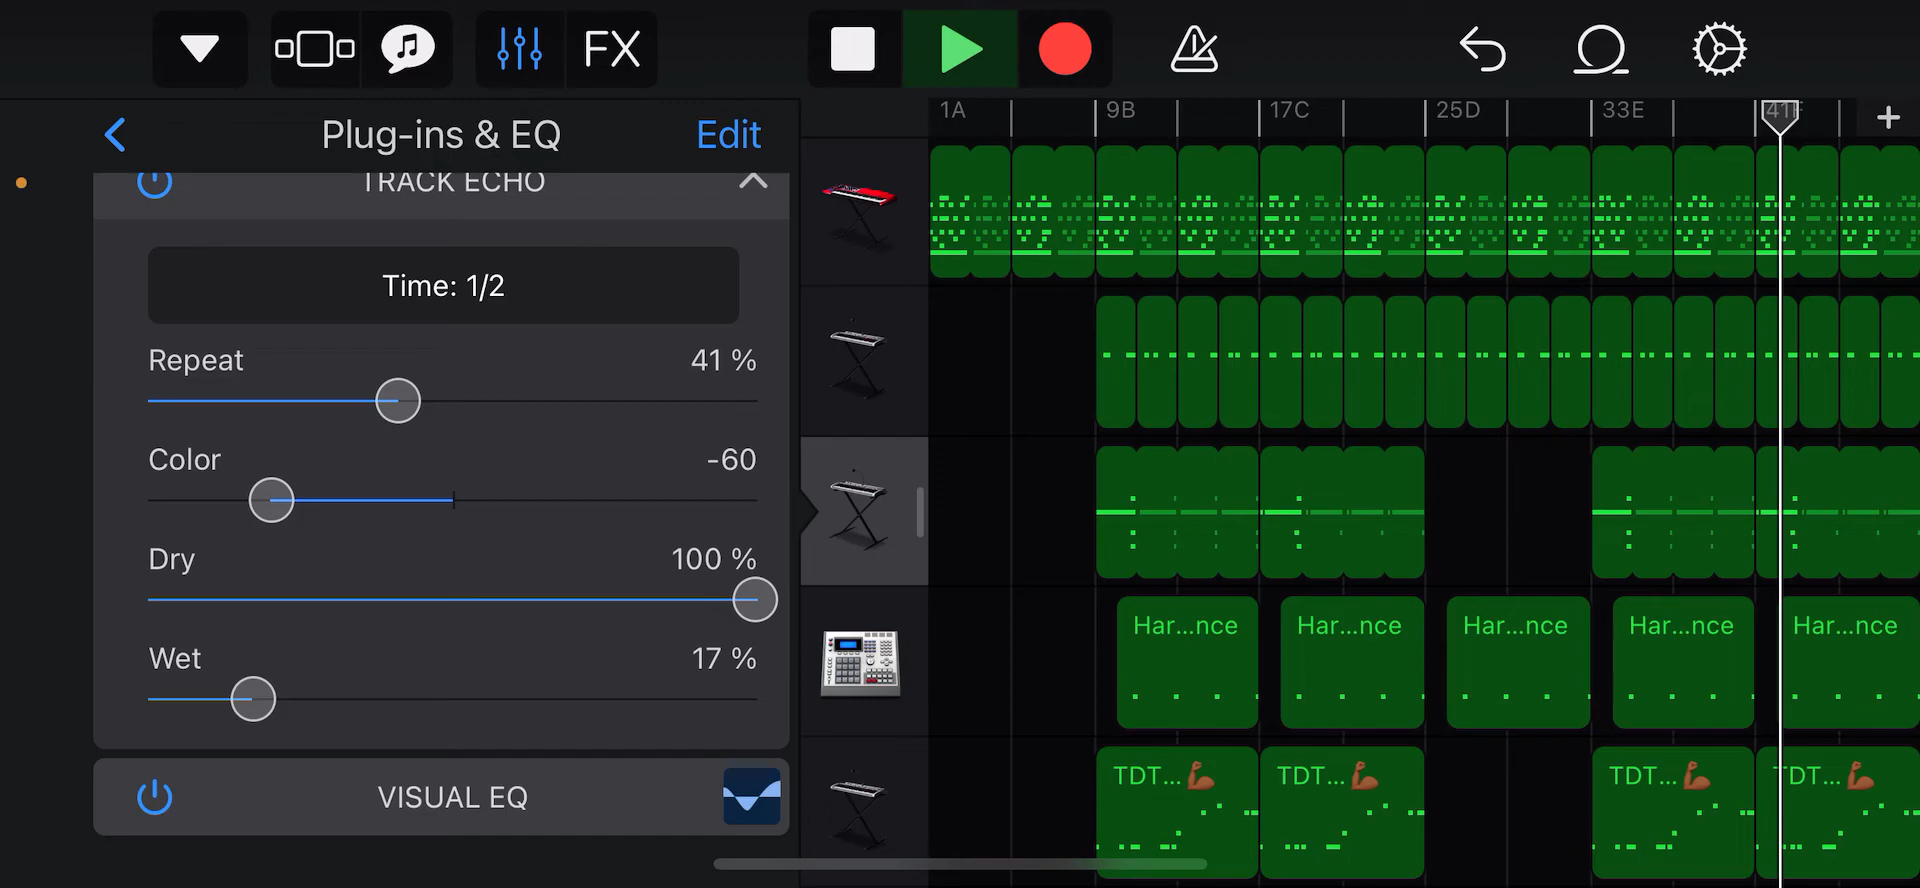 FX
Plug-ins & EQ
Edit
1A
9B
17C
25D
33E
41F
TRACK ECHO
Time: 1/2
Repeat
41 %
Color
-60
Dry
100 %
Wet
17 %
VISUAL EQ
Har...nce
Har...nce
Har...nce
Har...nce
Har...nce
TDT...💪🏾
TDT...💪🏾
TDT...💪🏾
TDT...💪🏾